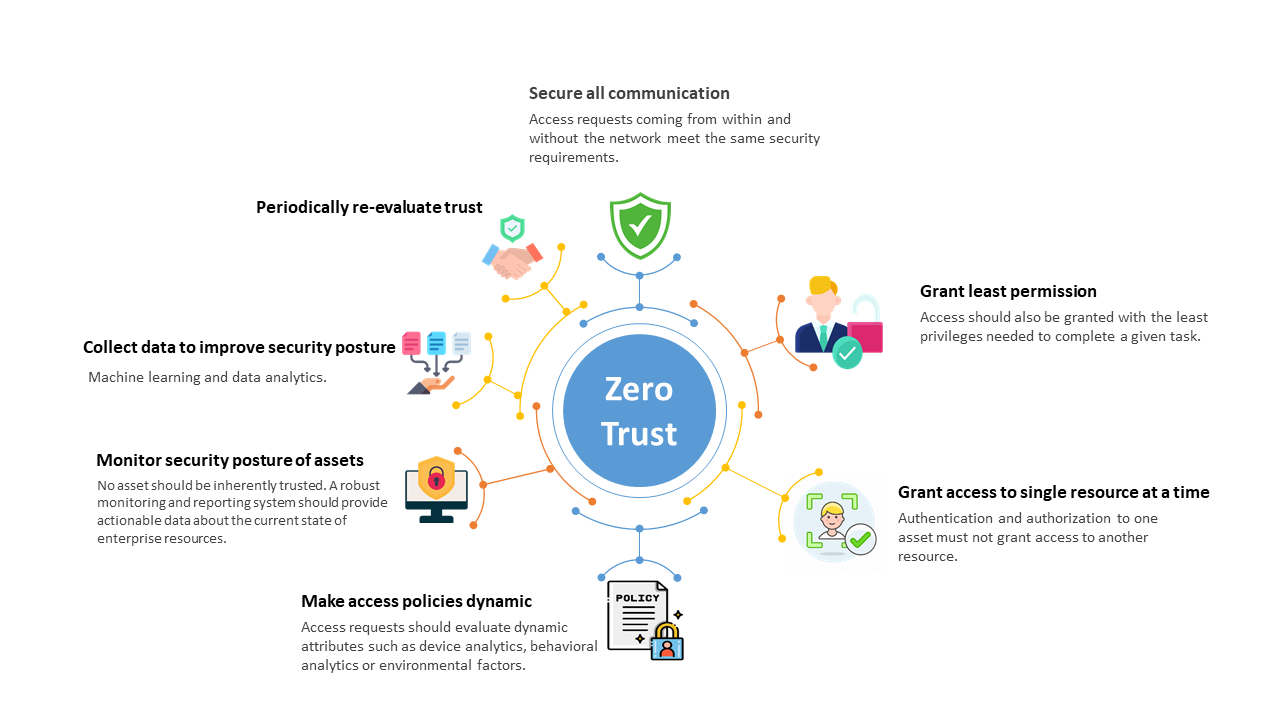 Secure all communication
Access requests coming from within and
without the network meet the same security
requirements.
Periodically re-evaluate trust
Grant least permission
Access should also be granted with the least
privileges needed to complete a given task.
Collect data to improve security posture
Machine learning and data analytics.
Zero
Trust
Monitor security posture of assets
No asset should be inherently trusted. A robust
monitoring and reporting system should provide
actionable data about the current state of
enterprise resources.
Grant access to single resource at a time
Authentication and authorization to one
asset must not grant access to another
resource.
Make access policies dynamic
Access requests should evaluate dynamic
attributes such as device analytics, behavioral
analytics or environmental factors.
POLICY